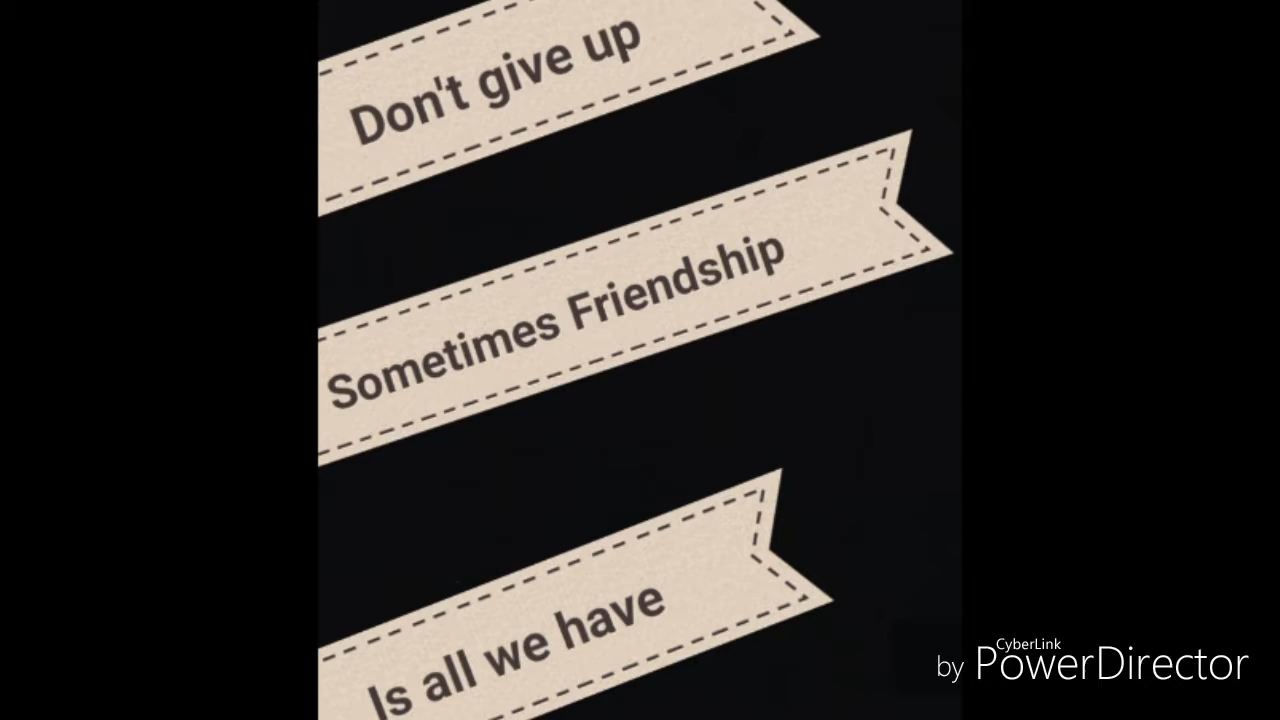 Don't give up
Sometimes Friendship
Is all we have
CyberLink
by PowerDirector